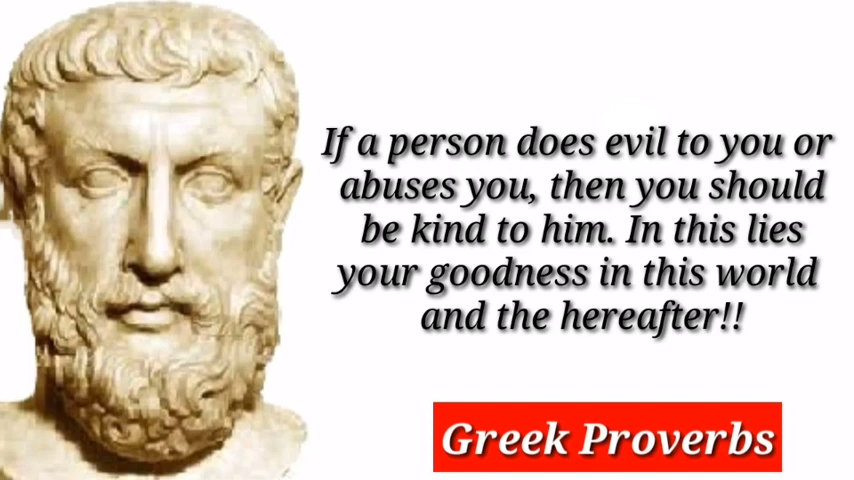 If a person does evil to you or
abuses you, then you should
be kind to him. In this lies
your goodness in this world
and the hereafter!!
Greek Proverbs